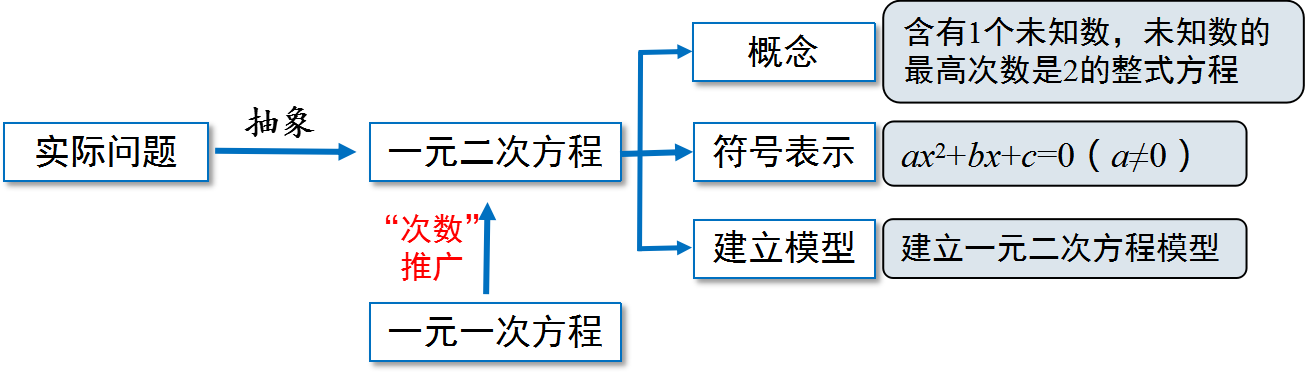 概念
含有1个未知数，未知数的
最高次数是2的整式方程
实际问题
抽象
一元二次方程
符号表示
ax²+bx+c=0（a≠0）
“次数”
推广
建立模型
建立一元二次方程模型
一元一次方程